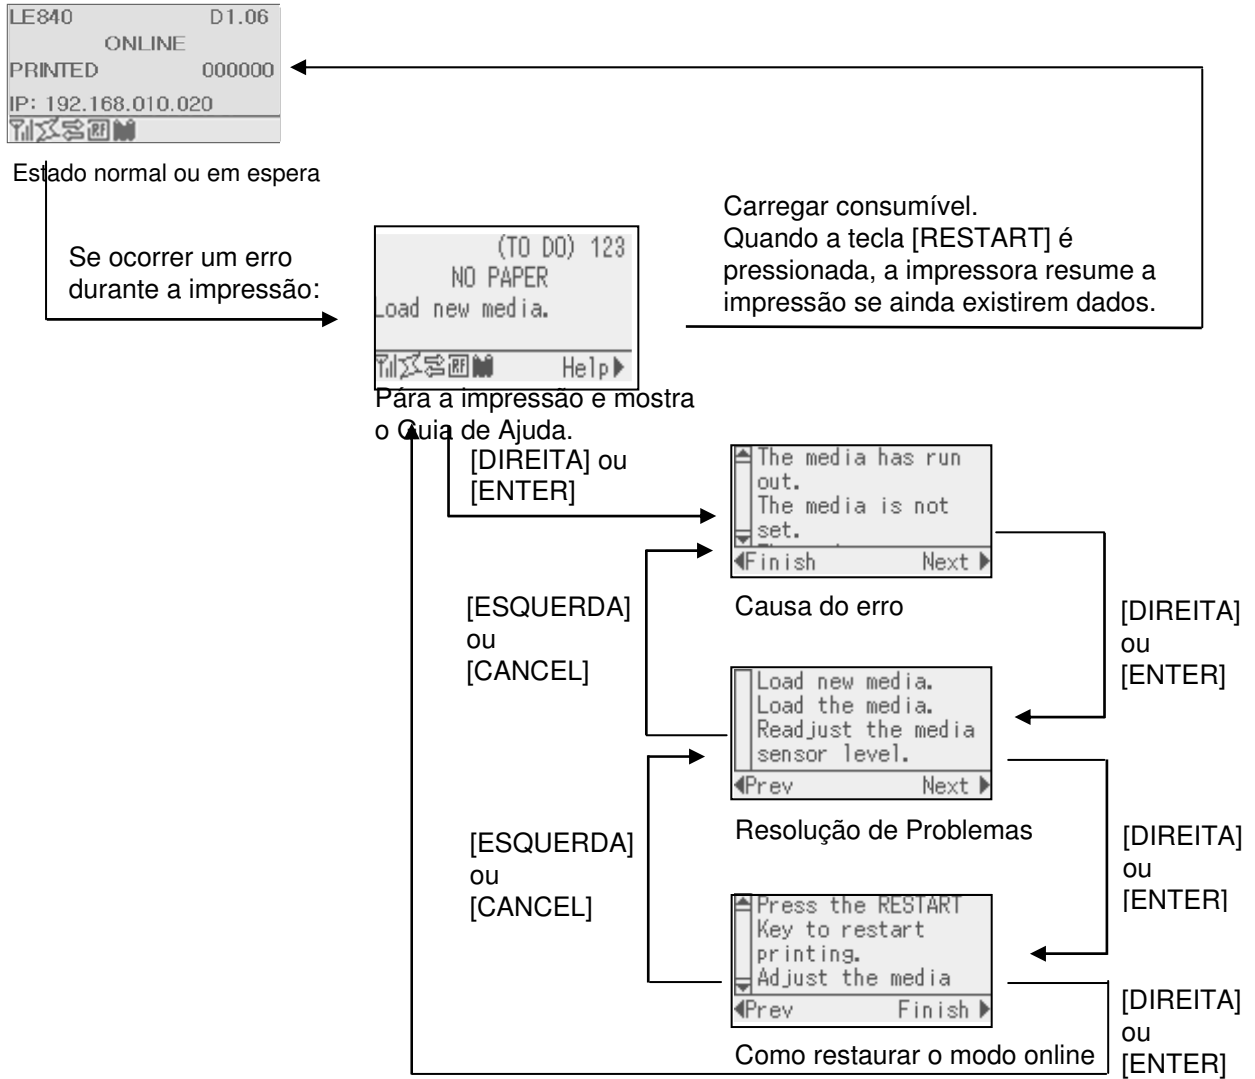 LE840 D1.06
ONLINE
PRINTED 000000
IP: 192.168.010.020
RF
Estado normal ou em espera
Se ocorrer um erro
durante a impressão:
(TO DO) 123
NO PAPER
Load new media.
RF Help
Pára a impressão e mostra
o Guia de Ajuda.
Carregar consumível.
Quando a tecla [RESTART] é
pressionada, a impressora resume a
impressão se ainda existirem dados.
[DIREITA] ou
[ENTER]
The media has run
out.
The media is not
set.
Finish Next
Causa do erro
[ESQUERDA]
ou
[CANCEL]
[DIREITA]
ou
[ENTER]
Load new media.
Load the media.
Readjust the media
sensor level.
Prev Next
Resolução de Problemas
[ESQUERDA]
ou
[CANCEL]
[DIREITA]
ou
[ENTER]
Press the RESTART
Key to restart
printing.
Adjust the media
Prev Finish
Como restaurar o modo online
[DIREITA]
ou
[ENTER]